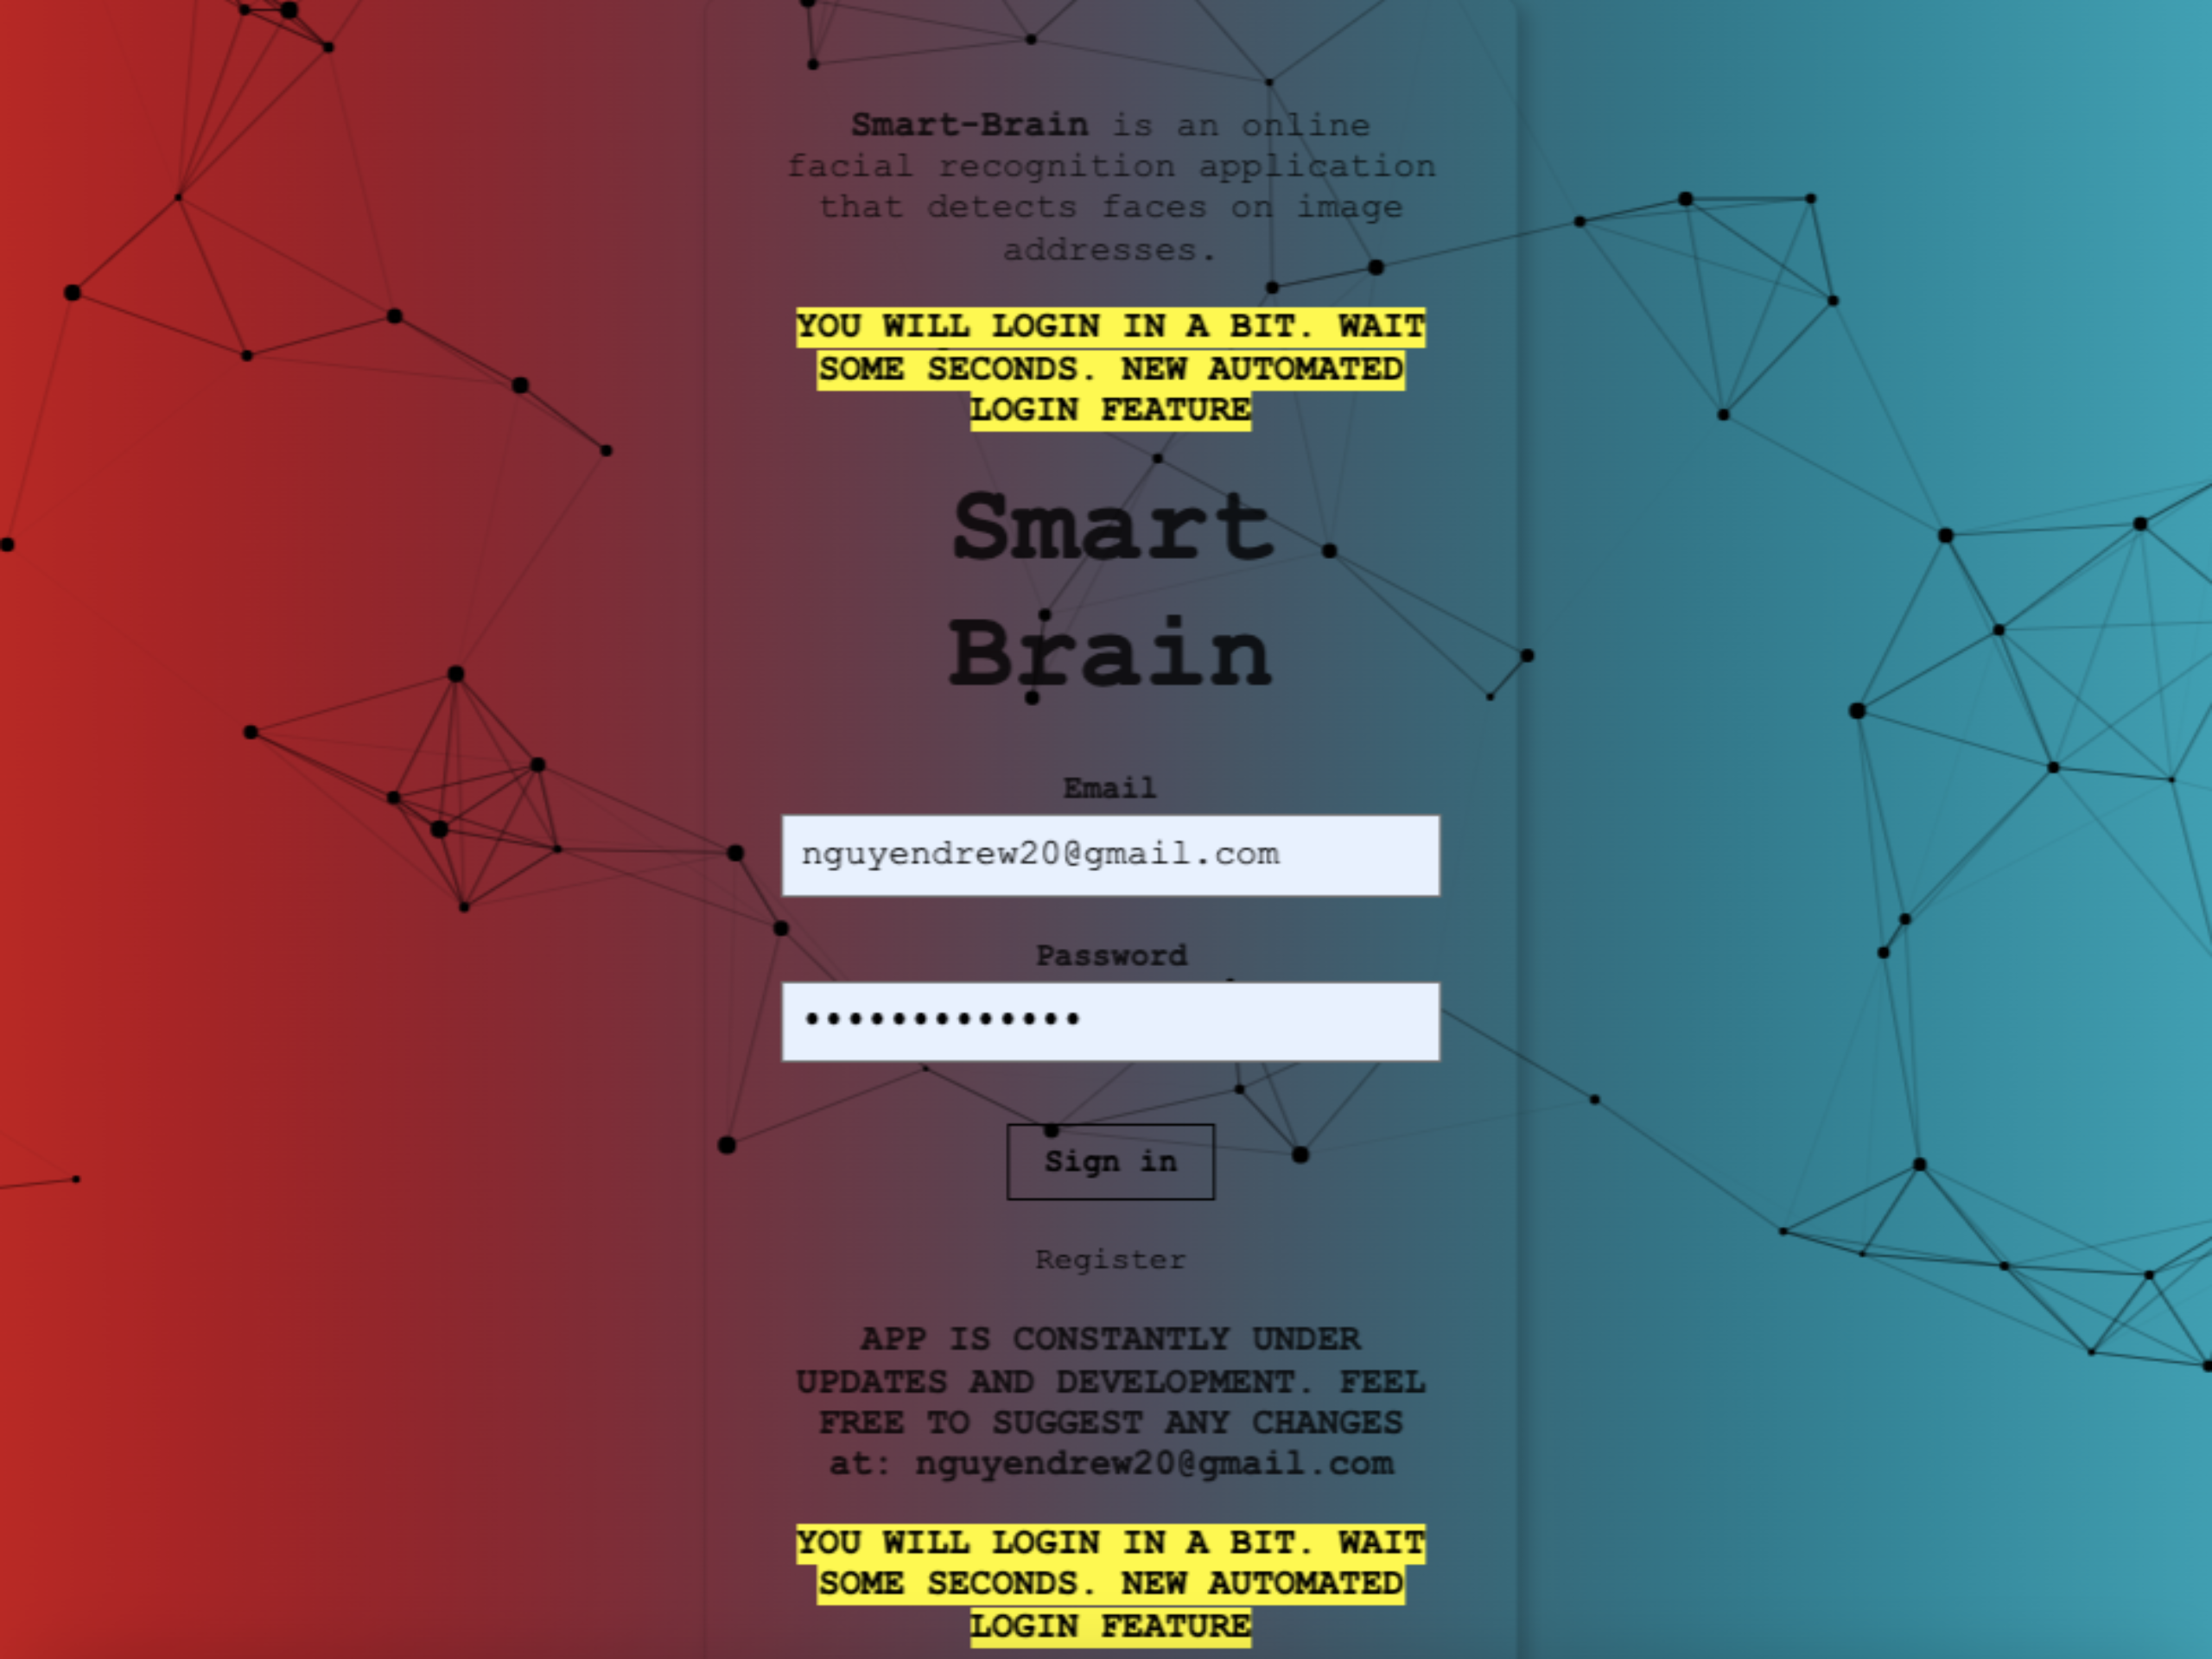 Smart-Brain is an online
facial recognition application
that detects faces on image
addresses.
YOU WILL LOGIN IN A BIT. WAIT
SOME SECONDS. NEW AUTOMATED
LOGIN FEATURE
Smart
Brain
Email
nguyendrew20@gmail.com
Password
•••••••••••••
Sign in
Register
APP IS CONSTANTLY UNDER
UPDATES AND DEVELOPMENT. FEEL
FREE TO SUGGEST ANY CHANGES
at: nguyendrew20@gmail.com
YOU WILL LOGIN IN A BIT. WAIT
SOME SECONDS. NEW AUTOMATED
LOGIN FEATURE